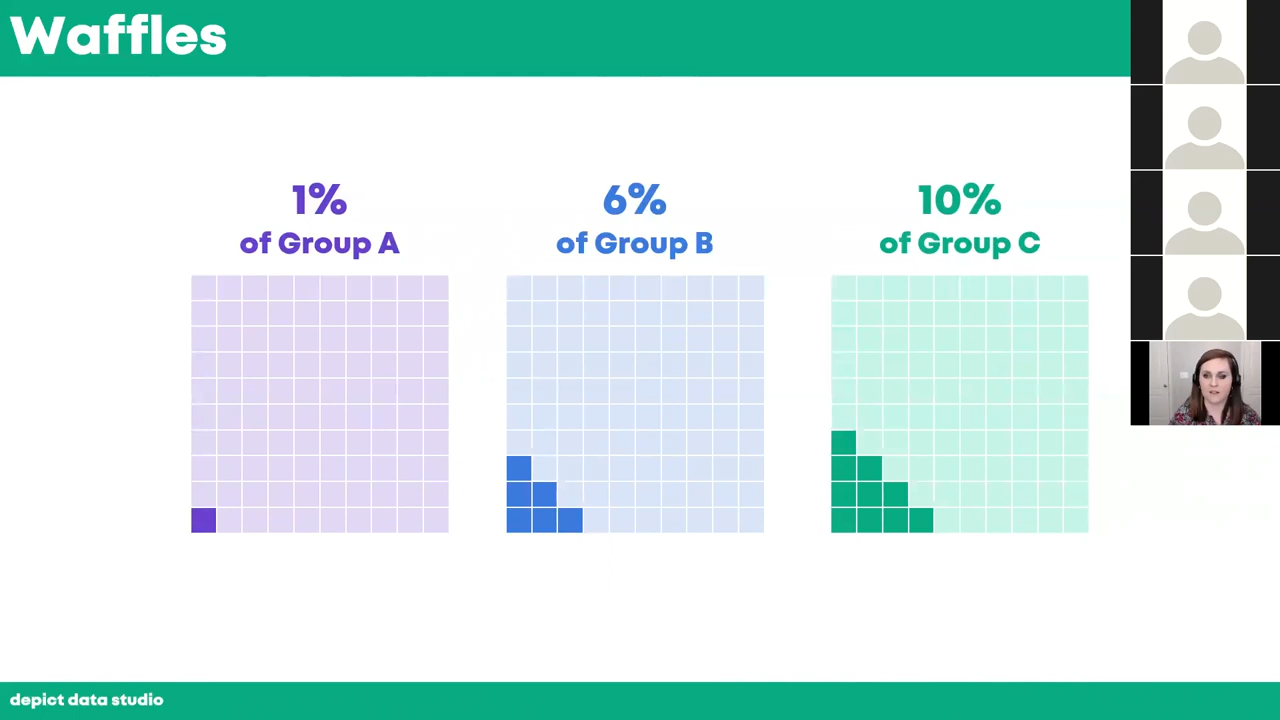 Waffles
1%
of Group A
6%
of Group B
10%
of Group C
depict data studio